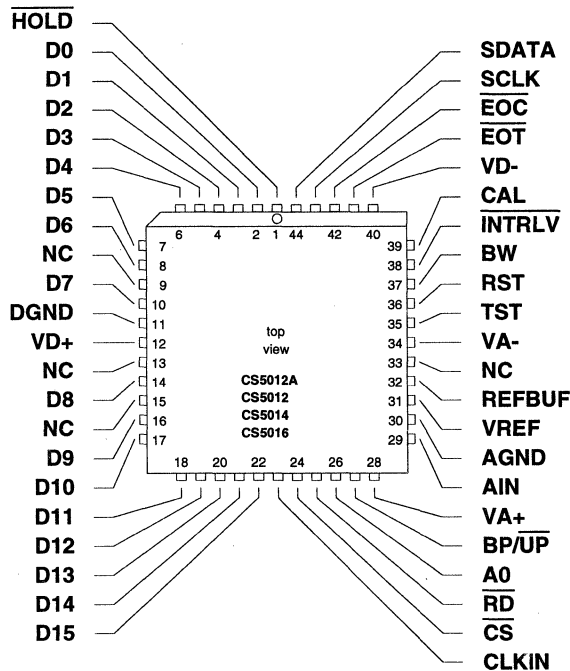 HOLD
D0
D1
D2
D3
D4
D5
D6
NC
D7
DGND
VD+
NC
D8
NC
D9
D10
D11
D12
D13
D14
D15
SDATA
SCLK
EOC
EOT
VD-
CAL
INTRLV
BW
RST
TST
VA-
NC
REFBUF
VREF
AGND
AIN
VA+
BP/UP
A0
RD
CS
CLKIN
6 4 2 1 44 42 40
7
8
9
10
11
12
13
14
15
16
17
39
38
37
36
35
34
33
32
31
30
29
top
view
CS5012A
CS5012
CS5014
CS5016
18 20 22 24 26 28